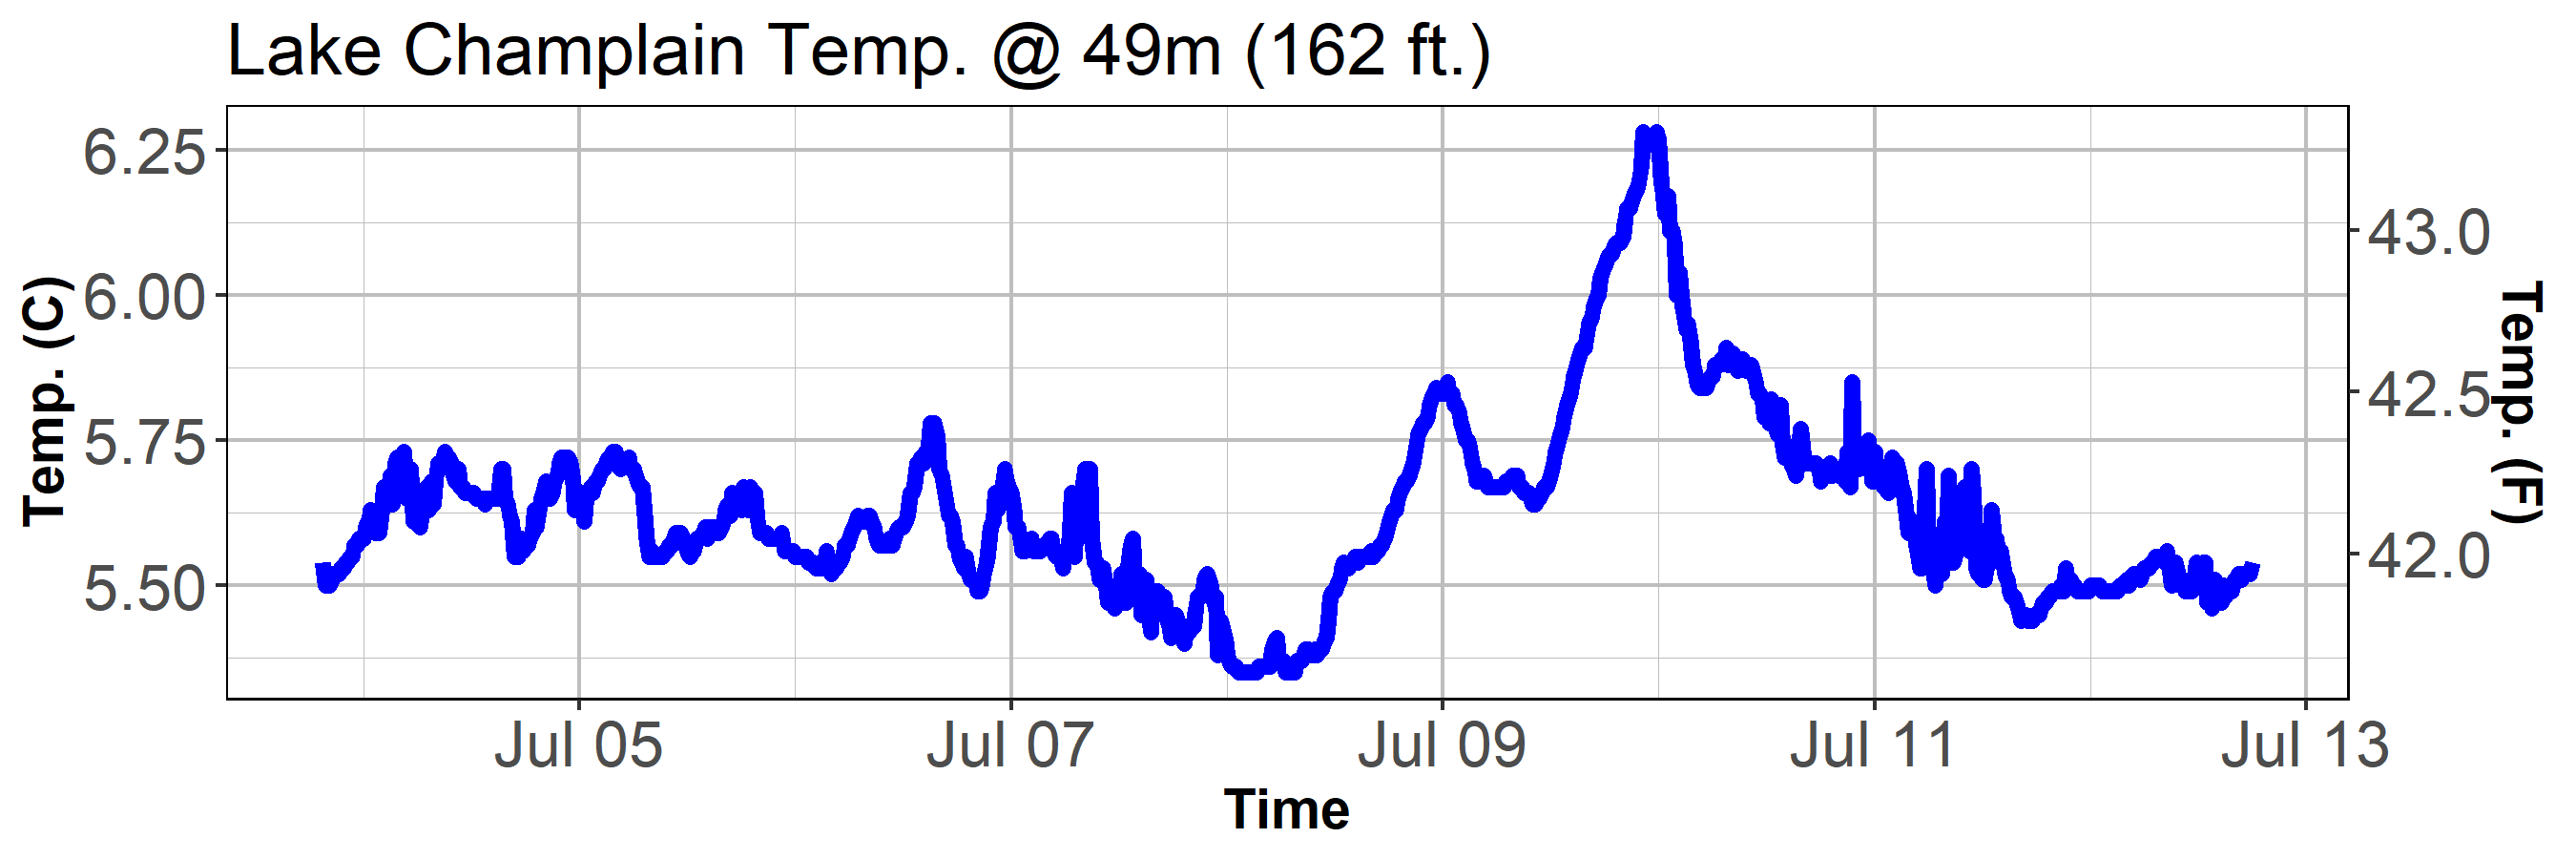 Lake Champlain Temp. @ 49m (162 ft.)
6.25
6.00
5.75
5.50
Temp. (C)
43.0
42.5
42.0
Temp. (F)
Jul 05
Jul 07
Jul 09
Jul 11
Jul 13
Time